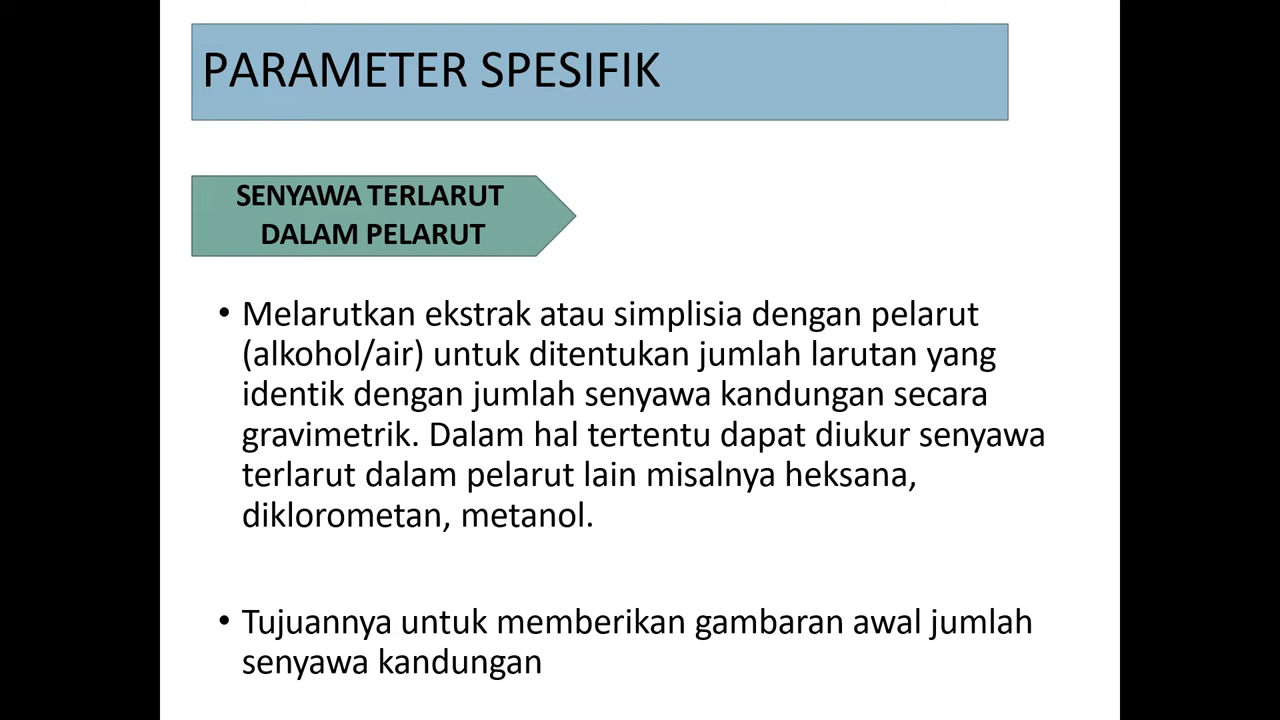 PARAMETER SPESIFIK
SENYAWA TERLARUT
DALAM PELARUT
• Melarutkan ekstrak atau simplisia dengan pelarut
(alkohol/air) untuk ditentukan jumlah larutan yang
identik dengan jumlah senyawa kandungan secara
gravimetrik. Dalam hal tertentu dapat diukur senyawa
terlarut dalam pelarut lain misalnya heksana,
diklorometan, metanol.
• Tujuannya untuk memberikan gambaran awal jumlah
senyawa kandungan